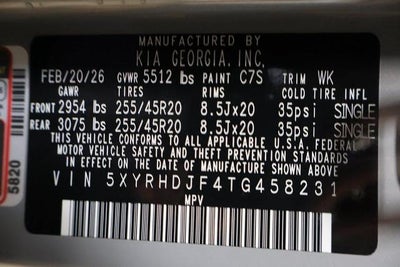 MANUFACTURED BY
KIA GEORGIA, INC.
FEB/20/26 GVWR 5512 lbs PAINT C7S TRIM WK
GAWR TIRES RIMS COLD TIRE INFL
FRONT 2954 lbs 255/45R20 8.5Jx20 35psi SINGLE
REAR 3075 lbs 255/45R20 8.5Jx20 35psi SINGLE
THIS VEHICLE CONFORMS TO ALL APPLICABLE U.S.A. FEDERAL
MOTOR VEHICLE SAFETY AND THEFT PREVENTION STANDARDS
IN EFFECT ON THE DATE OF MANUFACTURE SHOWN ABOVE
VIN 5XYRHDJF4TG458231
MPV
5820